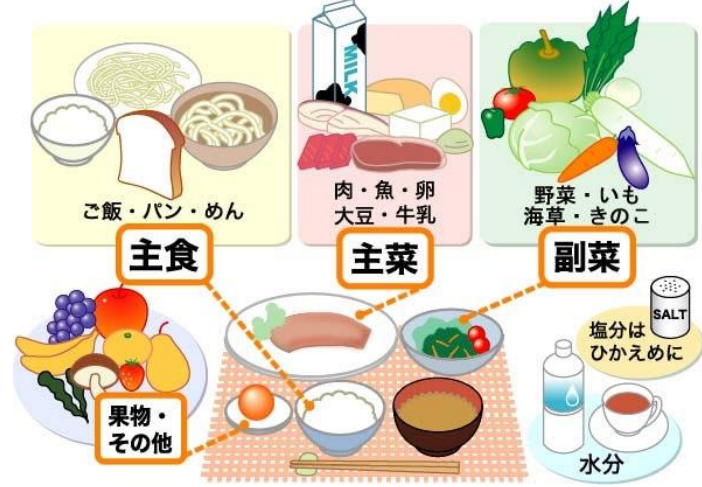 MILK
ご飯・パン・めん
肉・魚・卵
大豆・牛乳
野菜・いも
海草・きのこ
主食
主菜
副菜
SALT
塩分は
ひかえめに
果物・
その他
水分